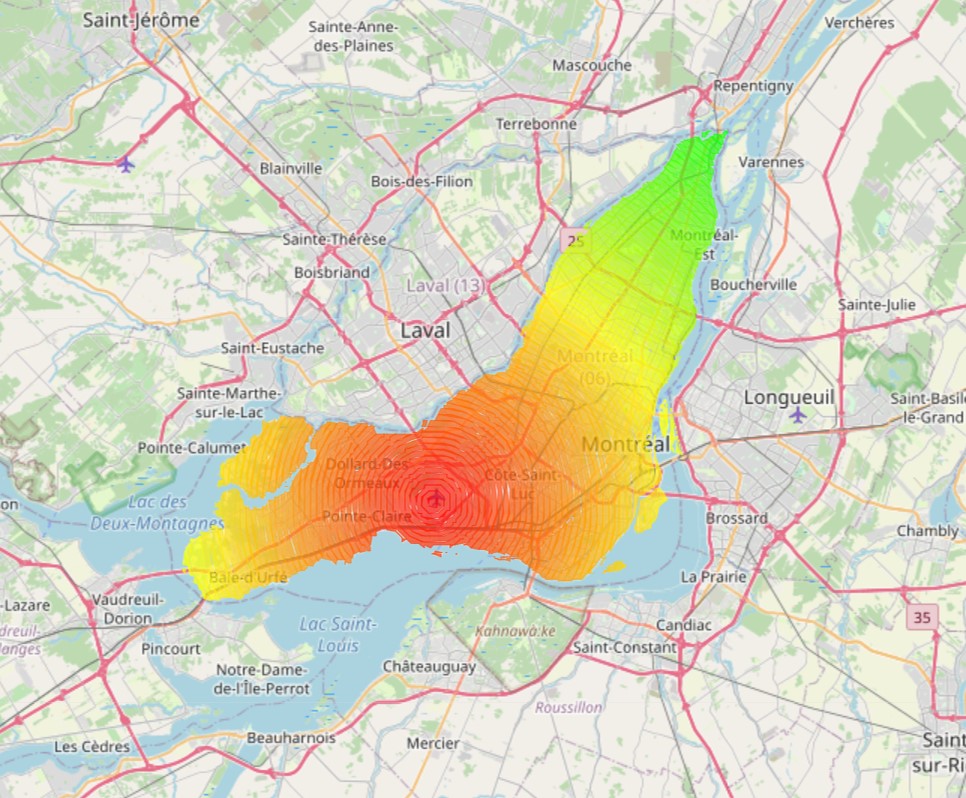 Saint-Jérôme
Verchères
Sainte-Anne-
des-Plaines
Mascouche
Repentigny
Terrebonne
Varennes
Blainville
Bois-des-Filion
Sainte-Thérèse
25
Montréal-
Est
Boisbriand
Laval (13)
Boucherville
Sainte-Julie
Laval
Saint-Eustache
Montréal
(06)
Sainte-Marthe-
sur-le-Lac
Longueuil
Saint-Basile
le-Grand
Pointe-Calumet
Montréal
Dollard-Des
Ormeaux
Côte-Saint-
Luc
on
Lac des
Deux-Montagnes
Pointe-Claire
Brossard
Chambly
Baie-d'Urfé
La Prairie
-Lazare
Vaudreuil-
Dorion
35
dreuil-
langes
Lac Saint-
Louis
Kahnawà:ke
Candiac
Pincourt
Saint-Constant
Notre-Dame-
de-l'Île-Perrot
Châteauguay
Roussillon
Les Cèdres
Beauharnois
Mercier
Saint
sur-Ri